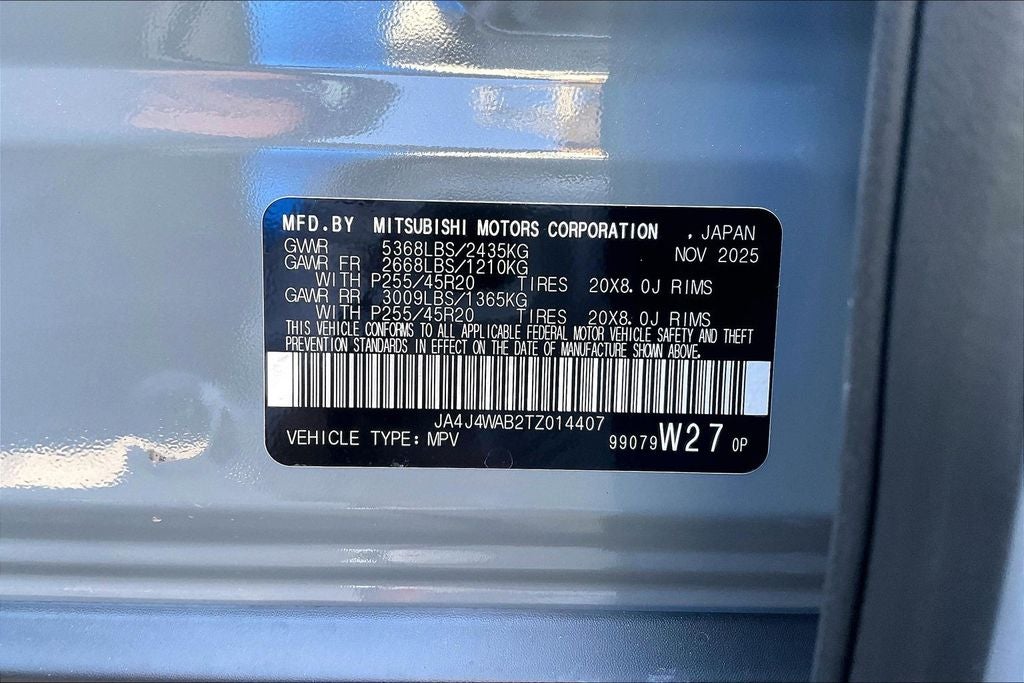 MFD.BY MITSUBISHI MOTORS CORPORATION , JAPAN
GVWR 5368LBS/2435KG NOV 2025
GAWR FR 2668LBS/1210KG
WITH P255/45R20 TIRES 20X8.0J RIMS
GAWR RR 3009LBS/1365KG
WITH P255/45R20 TIRES 20X8.0J RIMS
THIS VEHICLE CONFORMS TO ALL APPLICABLE FEDERAL MOTOR VEHICLE SAFETY AND THEFT
PREVENTION STANDARDS IN EFFECT ON THE DATE OF MANUFACTURE SHOWN ABOVE.
JA4J4WAB2TZ014407
VEHICLE TYPE: MPV 99079 W27 0P